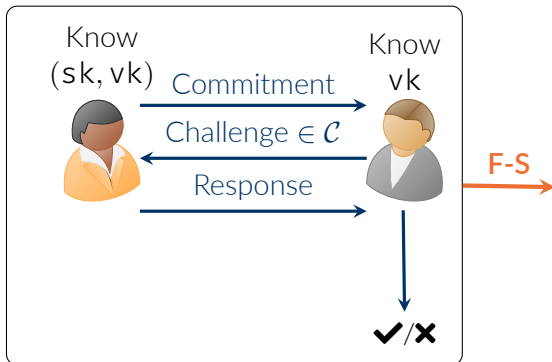 Know
(sk, vk)
Know
vk
Commitment
Challenge ∈ 𝒞
Response
F-S
✔/✖